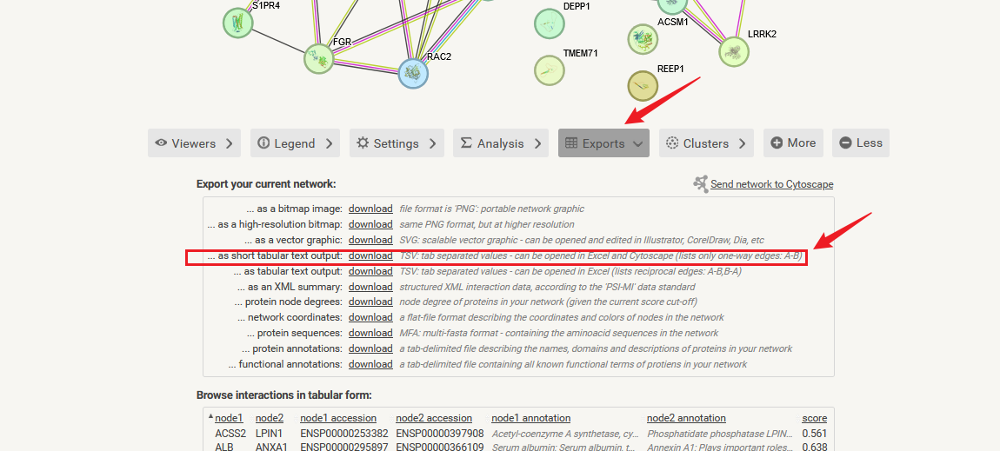 S1PR4
DEPP1
ACSM1
FGR
RAC2
TMEM71
LRRK2
REEP1
Viewers
Legend
Settings
Analysis
Exports
Clusters
More
Less
Export your current network:
Send network to Cytoscape
... as a bitmap image: download file format is 'PNG': portable network graphic
... as a high-resolution bitmap: download same PNG format, but at higher resolution
... as a vector graphic: download SVG: scalable vector graphic - can be opened and edited in Illustrator, CorelDraw, Dia, etc
... as short tabular text output: download TSV: tab separated values - can be opened in Excel and Cytoscape (lists only one-way edges: A-B)
... as tabular text output: download TSV: tab separated values - can be opened in Excel (lists reciprocal edges: A-B,B-A)
... as an XML summary: download structured XML interaction data, according to the 'PSI-MI' data standard
... protein node degrees: download node degree of proteins in your network (given the current score cut-off)
... network coordinates: download a flat-file format describing the coordinates and colors of nodes in the network
... protein sequences: download MFA: multi-fasta format - containing the aminoacid sequences in the network
... protein annotations: download a tab-delimited file describing the names, domains and descriptions of proteins in your network
... functional annotations: download a tab-delimited file containing all known functional terms of protiens in your network
Browse interactions in tabular form:
node1 node2 node1 accession node2 accession node1 annotation node2 annotation score
ACSS2 LPIN1 ENSP00000253382 ENSP00000397908 Acetyl-coenzyme A synthetase, cy... Phosphatidate phosphatase LPIN... 0.561
ALB ANXA1 ENSP00000295897 ENSP00000366109 Serum albumin; Serum albumin, t... Annexin A1; Plays important roles... 0.638